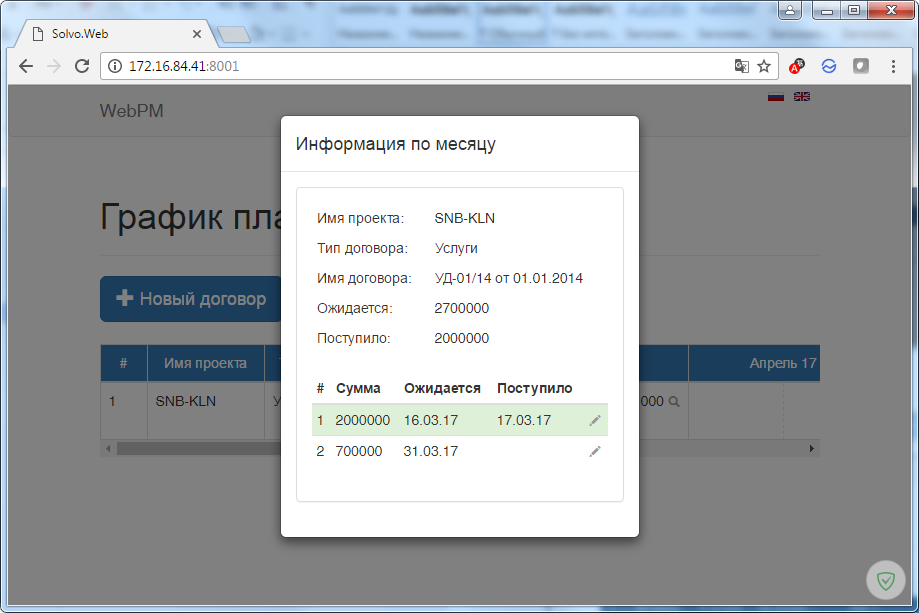 Solvo.Web
172.16.84.41:8001
WebPM
Информация по месяцу
График пла
Новый договор
Имя проекта: SNB-KLN
Тип договора: Услуги
Имя договора: УД-01/14 от 01.01.2014
Ожидается: 2700000
Поступило: 2000000
# Имя проекта Апрель 17
1 SNB-KLN У 000
# Сумма Ожидается Поступило
1 2000000 16.03.17 17.03.17
2 700000 31.03.17